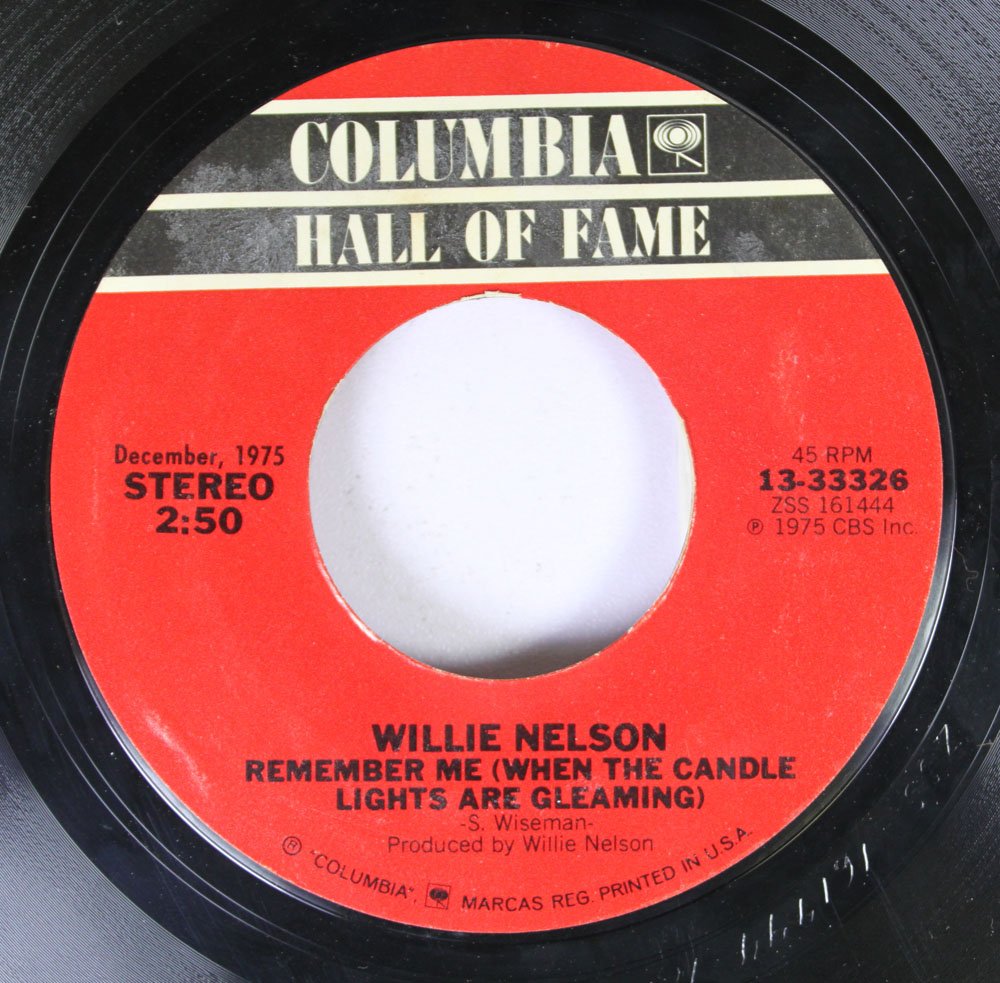 COLUMBIA
HALL OF FAME
December, 1975
STEREO
2:50
45 RPM
13-33326
ZSS 161444
℗ 1975 CBS Inc.
WILLIE NELSON
REMEMBER ME (WHEN THE CANDLE
LIGHTS ARE GLEAMING)
-S. Wiseman-
Produced by Willie Nelson
® "COLUMBIA", MARCAS REG. PRINTED IN U.S.A.